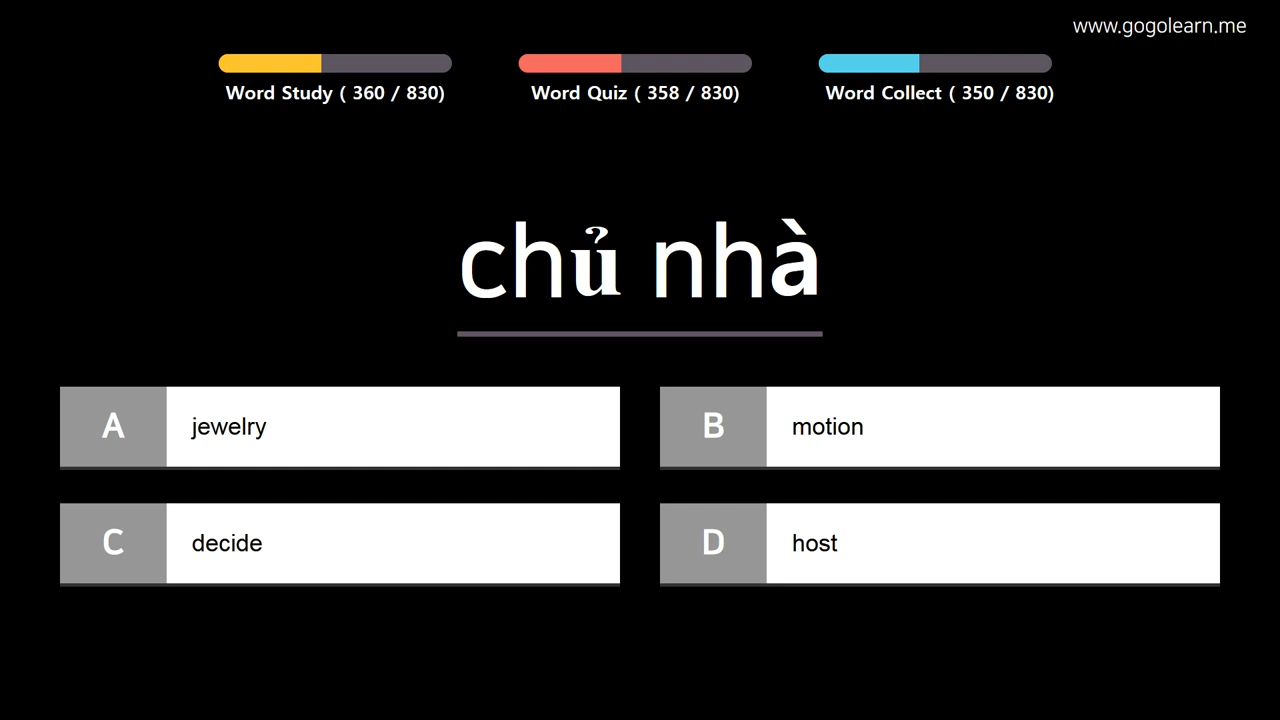 www.gogolearn.me
Word Study ( 360 / 830)
Word Quiz ( 358 / 830)
Word Collect ( 350 / 830)
chủ nhà
A jewelry
B motion
C decide
D host